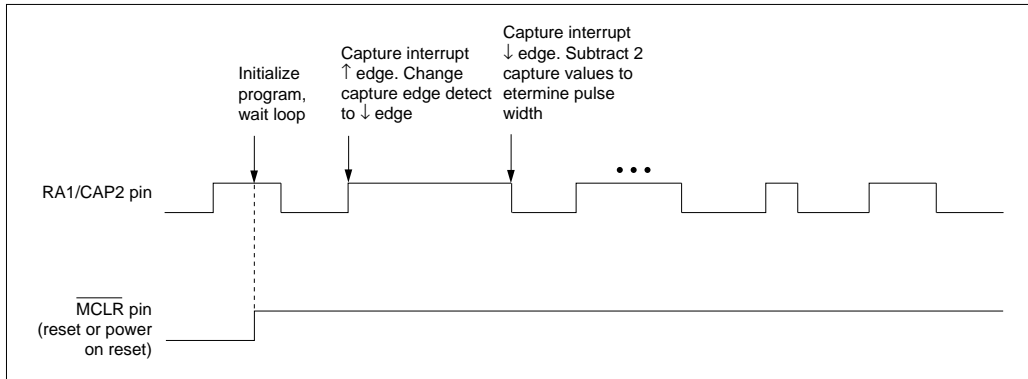 Initialize
program,
wait loop
Capture interrupt
↑ edge. Change
capture edge detect
to ↓ edge
Capture interrupt
↓ edge. Subtract 2
capture values to
etermine pulse
width
• • •
RA1/CAP2 pin
MCLR pin
(reset or power
on reset)